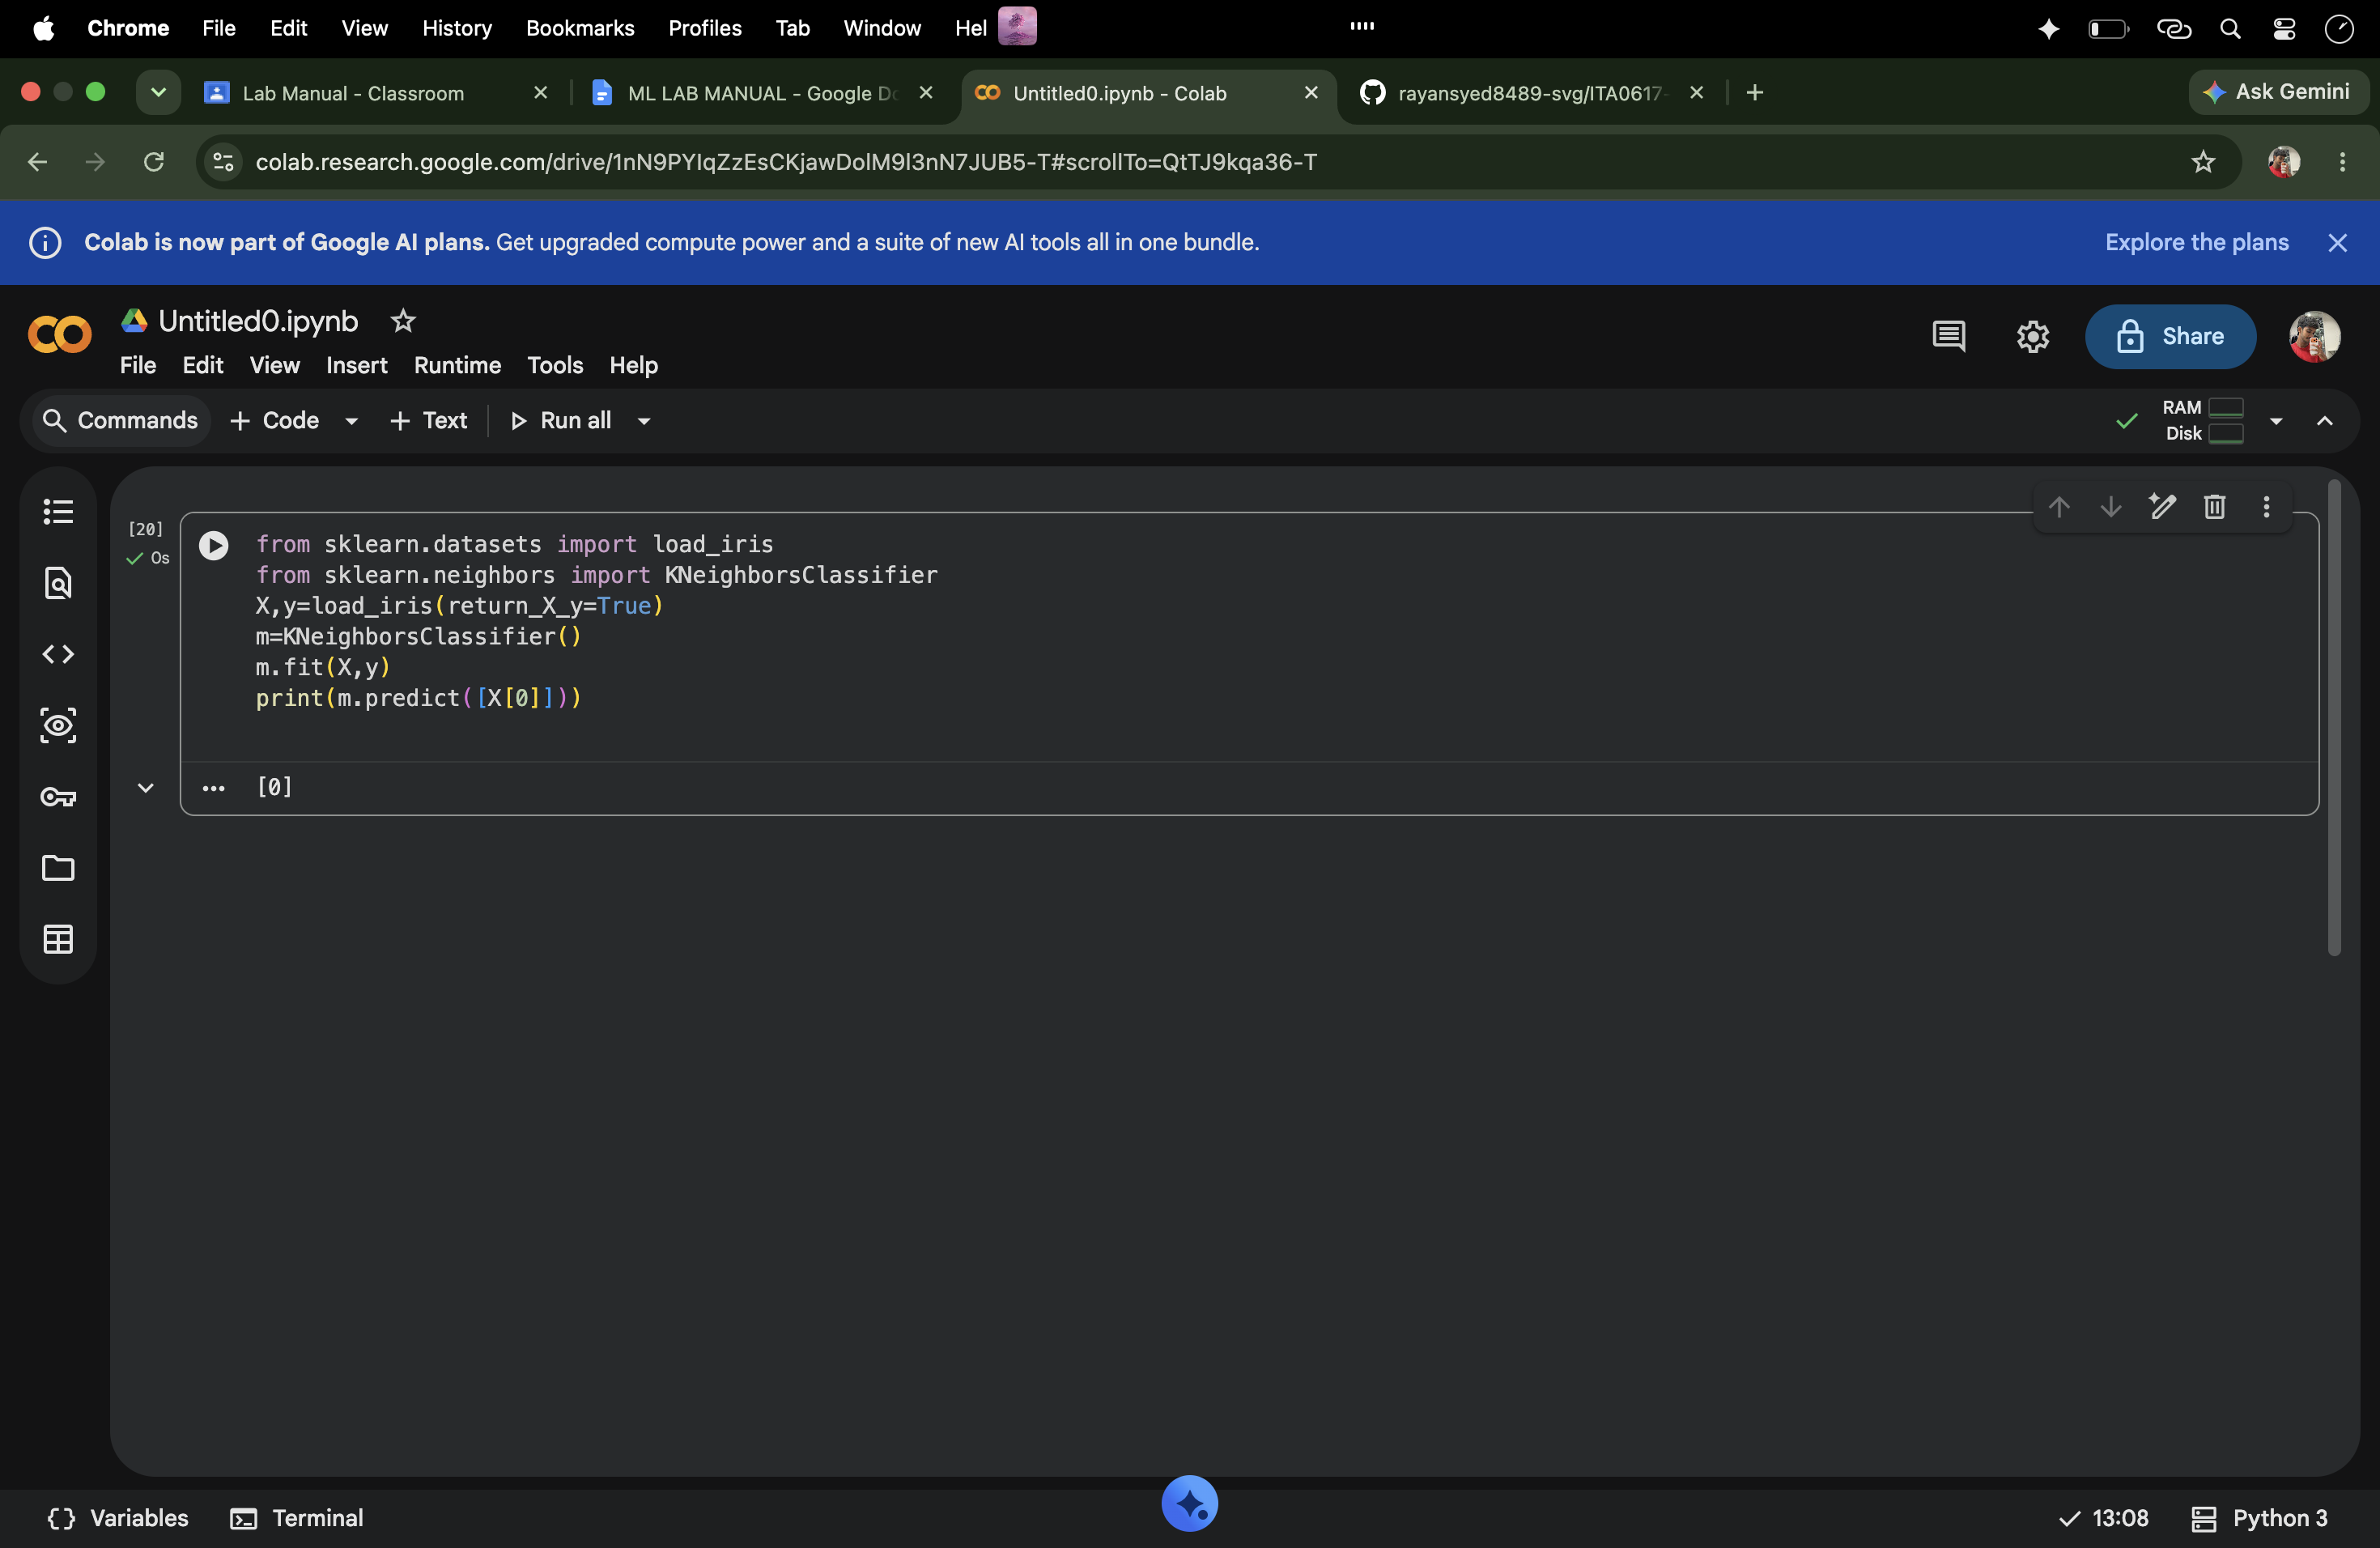 Chrome File Edit View History Bookmarks Profiles Tab Window Hel
Lab Manual - Classroom
ML LAB MANUAL - Google Do
Untitled0.ipynb - Colab
rayansyed8489-svg/ITA0617-
Ask Gemini
colab.research.google.com/drive/1nN9PYIqZzEsCKjawDolM9l3nN7JUB5-T#scrollTo=QtTJ9kqa36-T
Colab is now part of Google AI plans. Get upgraded compute power and a suite of new AI tools all in one bundle.
Explore the plans
Untitled0.ipynb
File Edit View Insert Runtime Tools Help
Share
Commands + Code + Text Run all
RAM
Disk
[20]
0s
from sklearn.datasets import load_iris
from sklearn.neighbors import KNeighborsClassifier
X,y=load_iris(return_X_y=True)
m=KNeighborsClassifier()
m.fit(X,y)
print(m.predict([X[0]]))
[0]
Variables
Terminal
13:08
Python 3